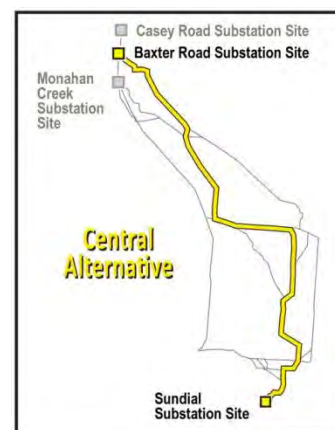 Casey Road Substation Site
Baxter Road Substation Site
Monahan
Creek Substation
Site
Central
Alternative
Sundial
Substation Site